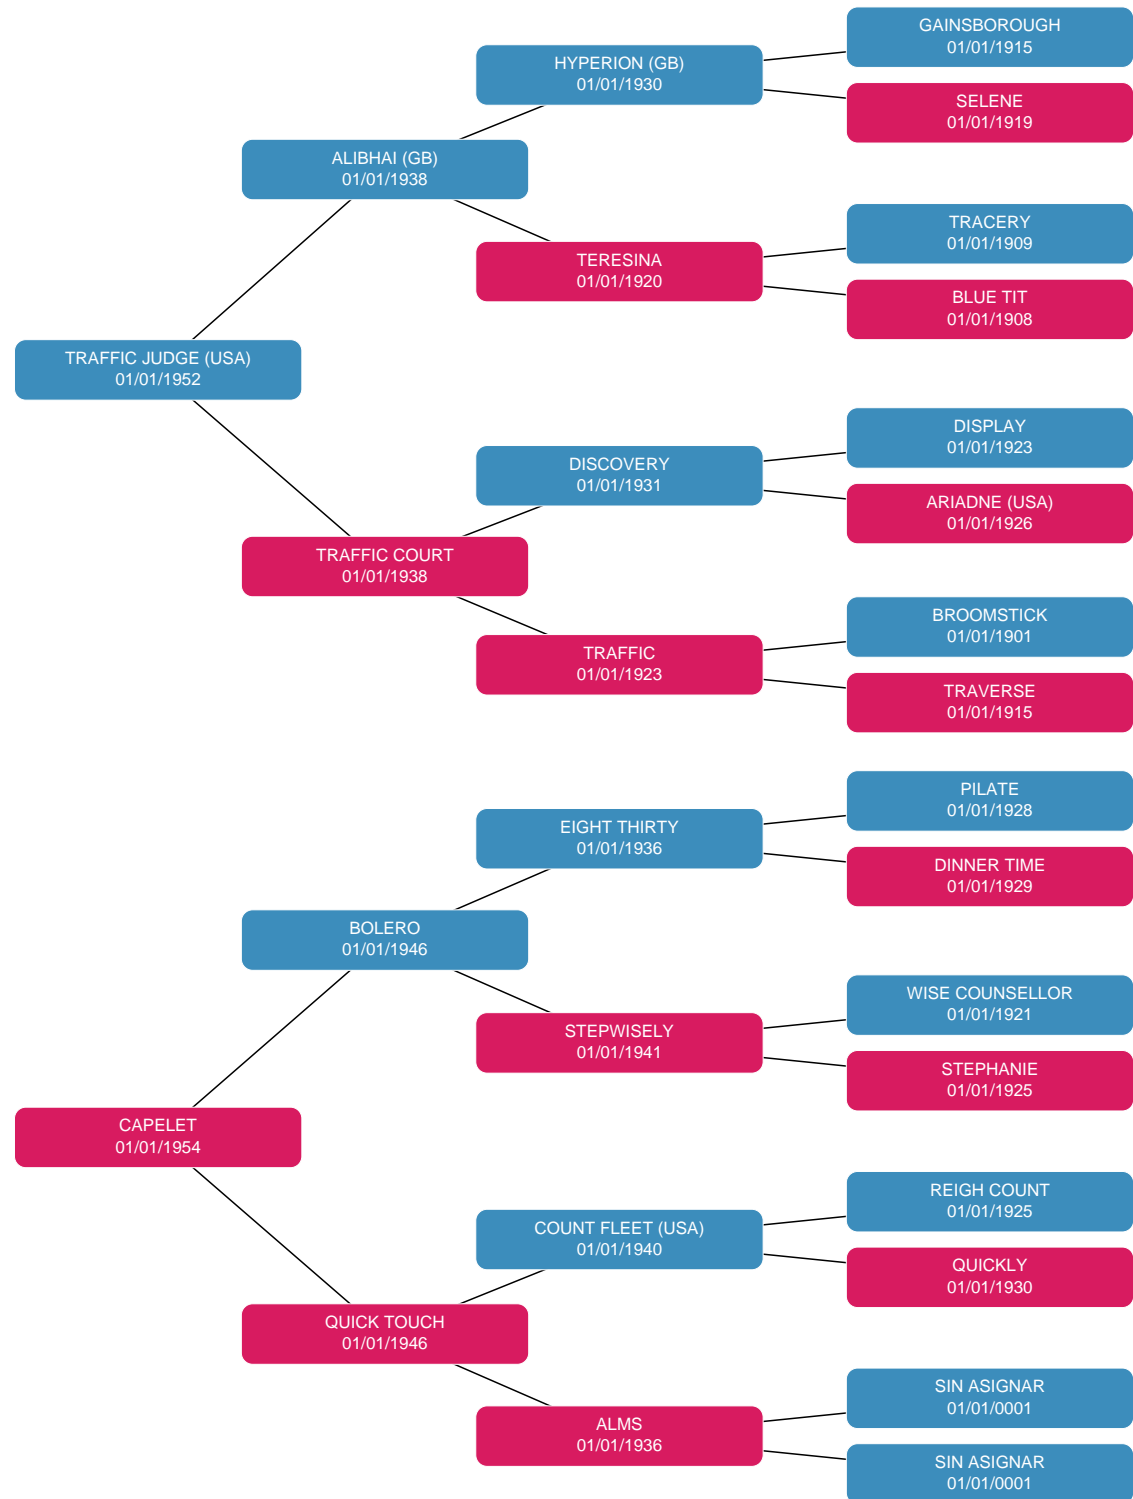 GAINSBOROUGH
01/01/1915
HYPERION (GB)
01/01/1930
SELENE
01/01/1919
ALIBHAI (GB)
01/01/1938
TRACERY
01/01/1909
TERESINA
01/01/1920
BLUE TIT
01/01/1908
TRAFFIC JUDGE (USA)
01/01/1952
DISPLAY
01/01/1923
DISCOVERY
01/01/1931
ARIADNE (USA)
01/01/1926
TRAFFIC COURT
01/01/1938
BROOMSTICK
01/01/1901
TRAFFIC
01/01/1923
TRAVERSE
01/01/1915
PILATE
01/01/1928
EIGHT THIRTY
01/01/1936
DINNER TIME
01/01/1929
BOLERO
01/01/1946
WISE COUNSELLOR
01/01/1921
STEPWISELY
01/01/1941
STEPHANIE
01/01/1925
CAPELET
01/01/1954
REIGH COUNT
01/01/1925
COUNT FLEET (USA)
01/01/1940
QUICKLY
01/01/1930
QUICK TOUCH
01/01/1946
SIN ASIGNAR
01/01/0001
ALMS
01/01/1936
SIN ASIGNAR
01/01/0001